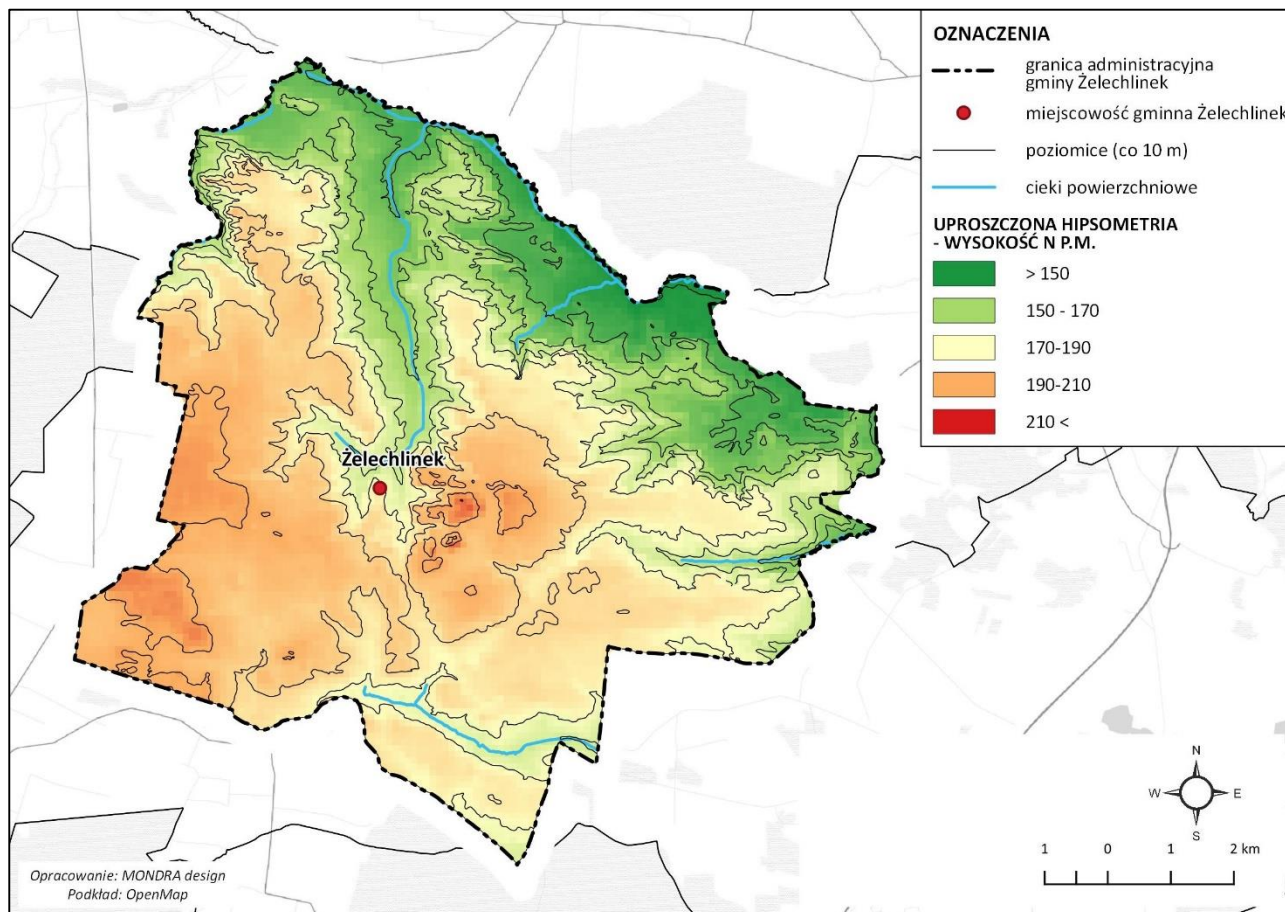 Żelechlinek
OZNACZENIA
granica administracyjna
gminy Żelechlinek
miejscowość gminna Żelechlinek
poziomice (co 10 m)
cieki powierzchniowe
UPROSZCZONA HIPSOMETRIA
- WYSOKOŚĆ N P.M.
> 150
150 - 170
170-190
190-210
210 <
N
W E
S
1 0 1 2 km
Opracowanie: MONDRA design
Podkład: OpenMap